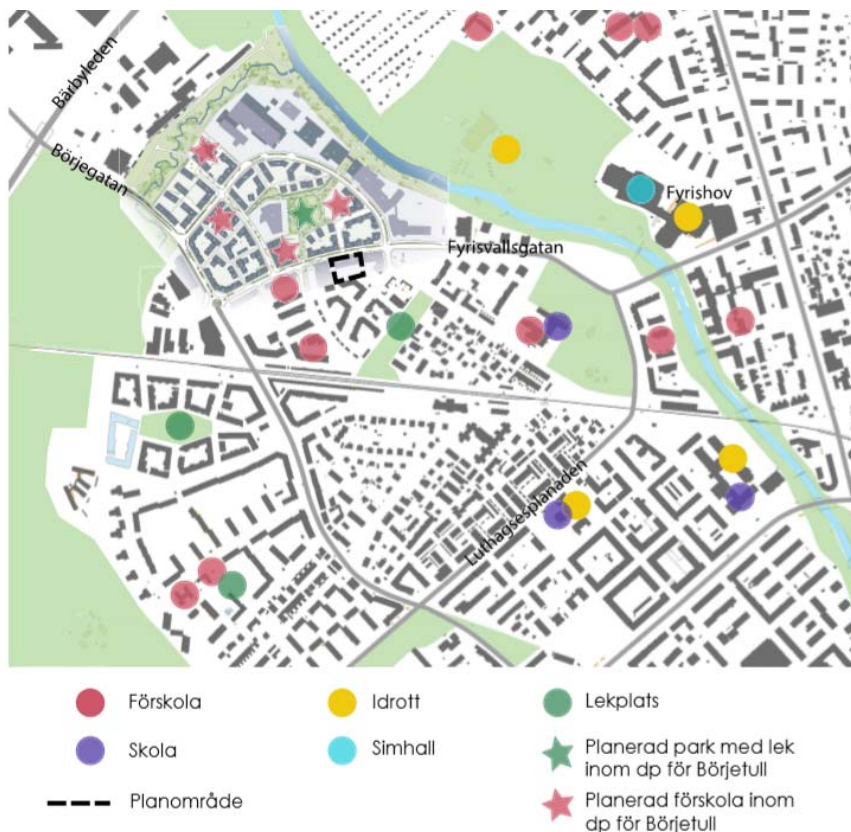 Bärbyleden
Börjegatan
Fyrishov
Fyrisvallsgatan
Luthagsesplanaden
Förskola
Idrott
Lekplats
Skola
Simhall
Planerad park med lek
inom dp för Börjetull
Planområde
Planerad förskola inom
dp för Börjetull